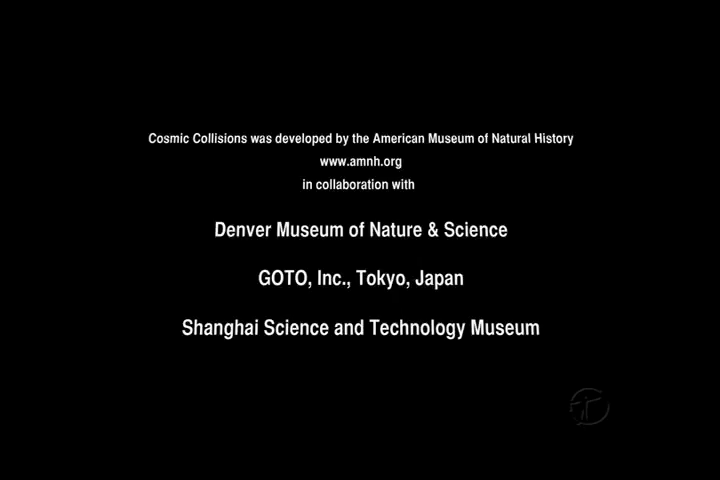 Cosmic Collisions was developed by the American Museum of Natural History
www.amnh.org
in collaboration with
Denver Museum of Nature & Science
GOTO, Inc., Tokyo, Japan
Shanghai Science and Technology Museum